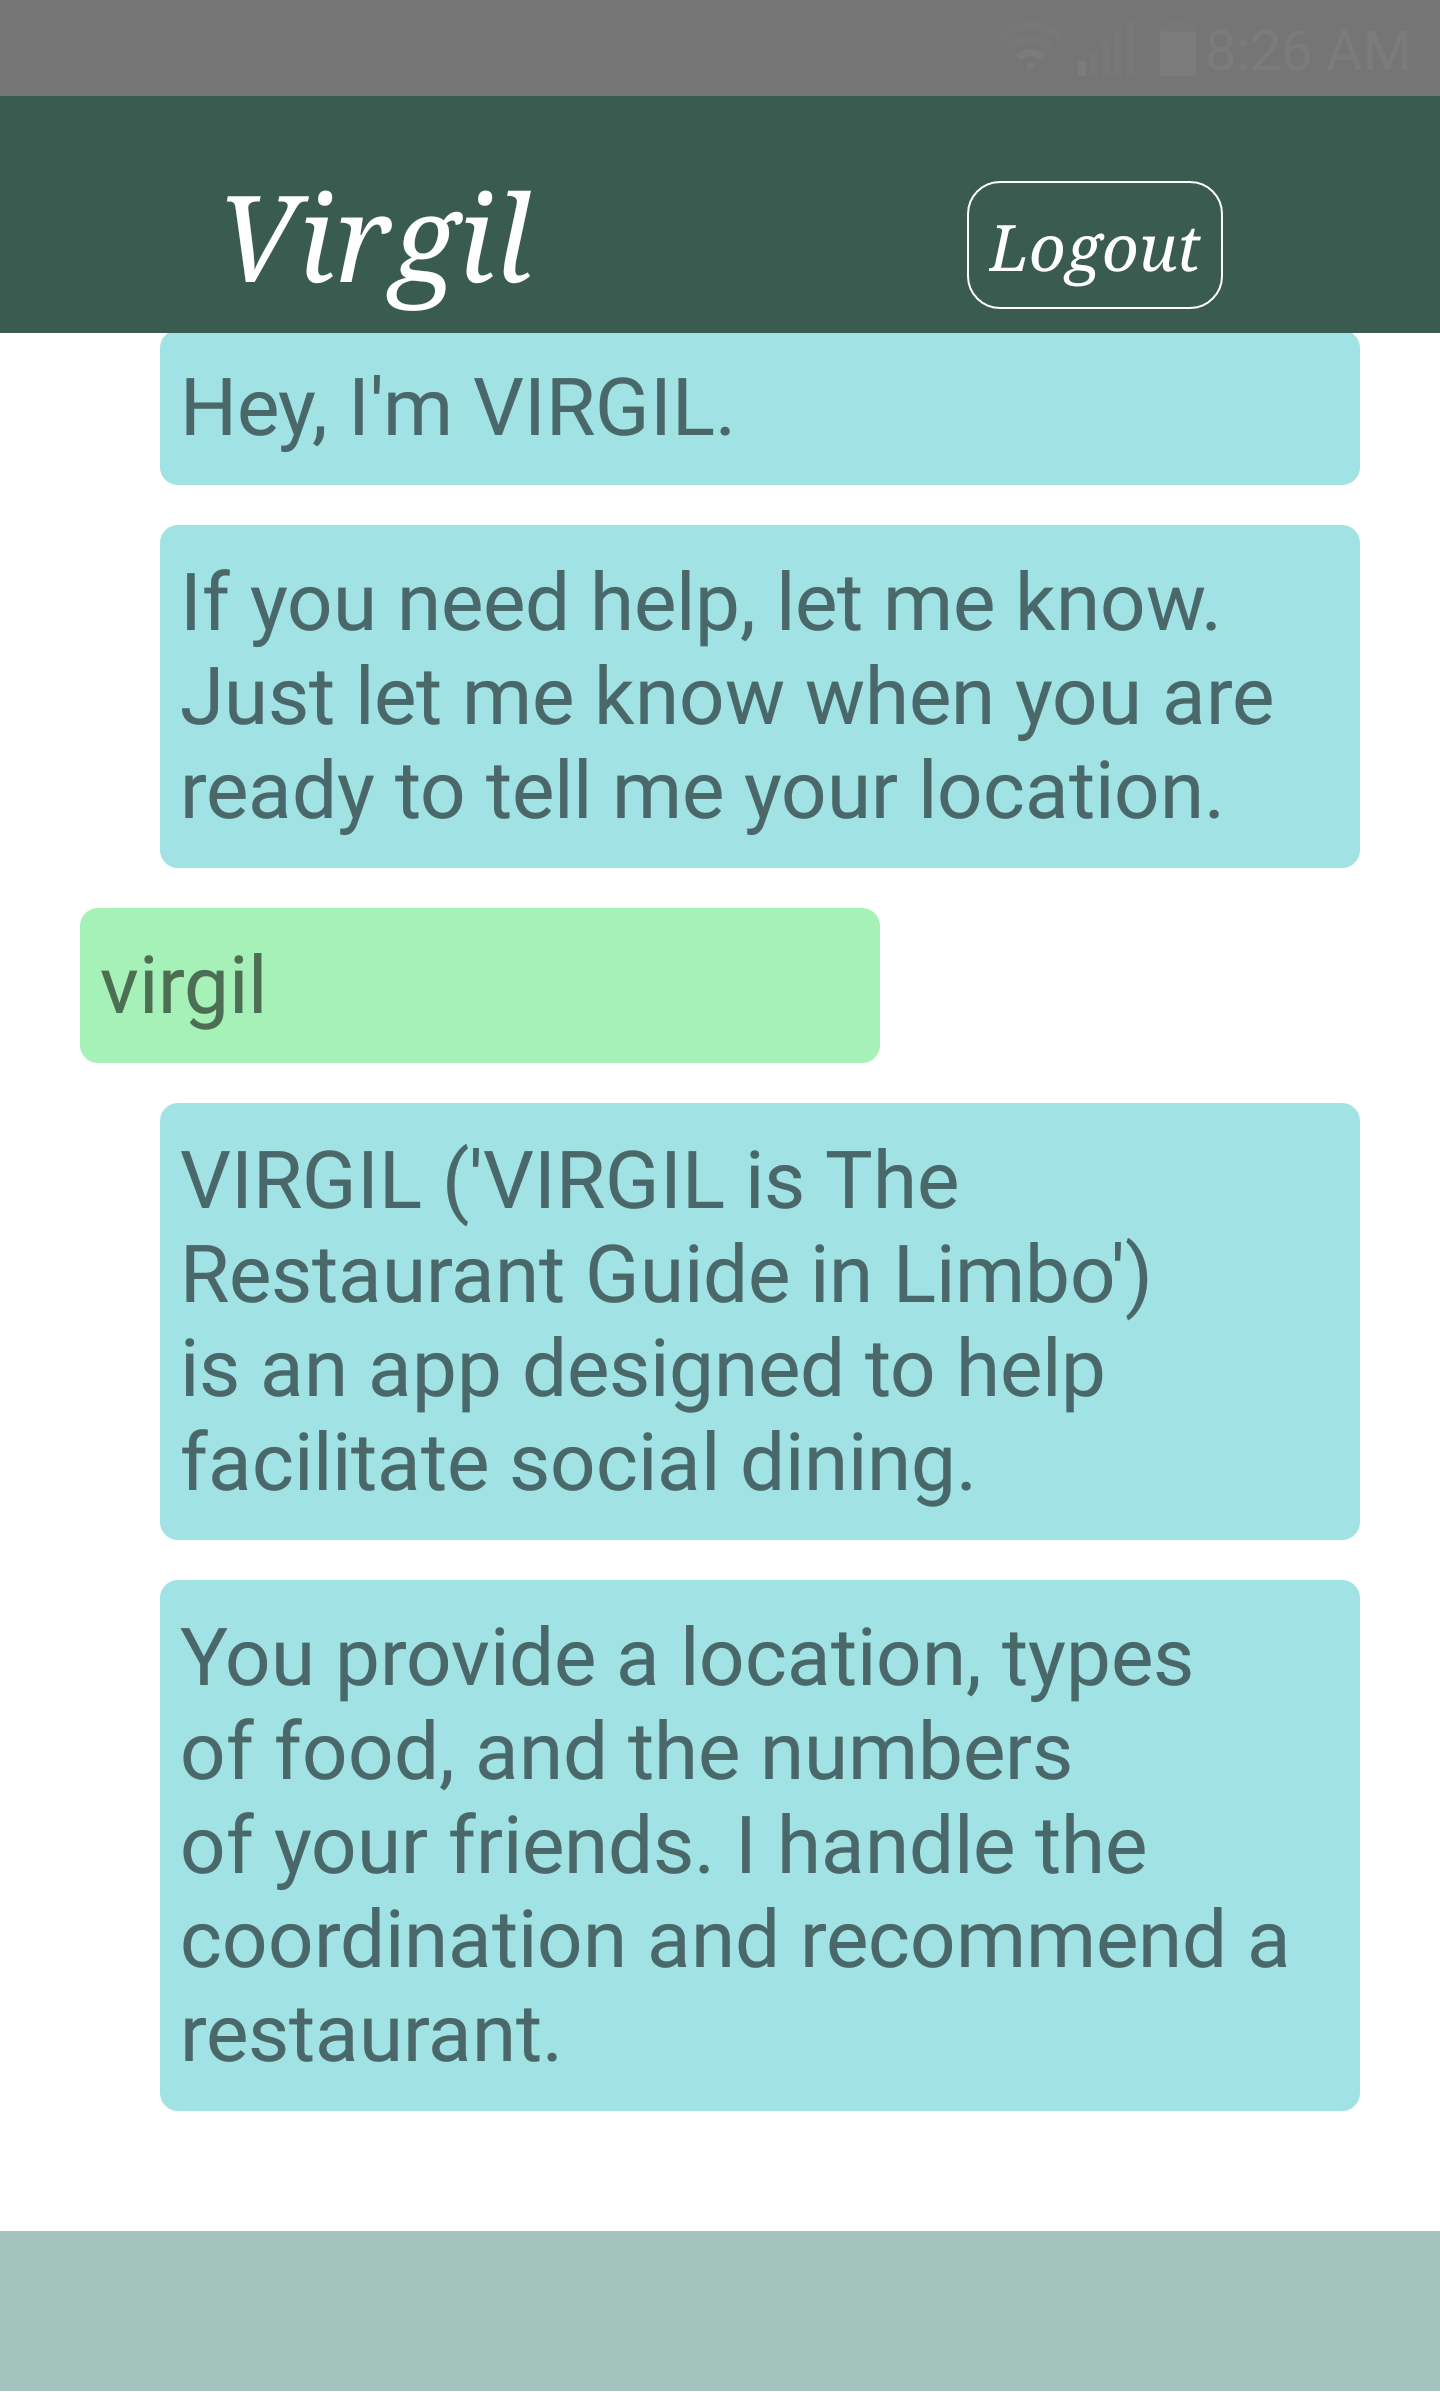 8:26 AM
Virgil
Logout
Hey, I'm VIRGIL.
If you need help, let me know.
Just let me know when you are
ready to tell me your location.
virgil
VIRGIL ('VIRGIL is The
Restaurant Guide in Limbo')
is an app designed to help
facilitate social dining.
You provide a location, types
of food, and the numbers
of your friends. I handle the
coordination and recommend a
restaurant.